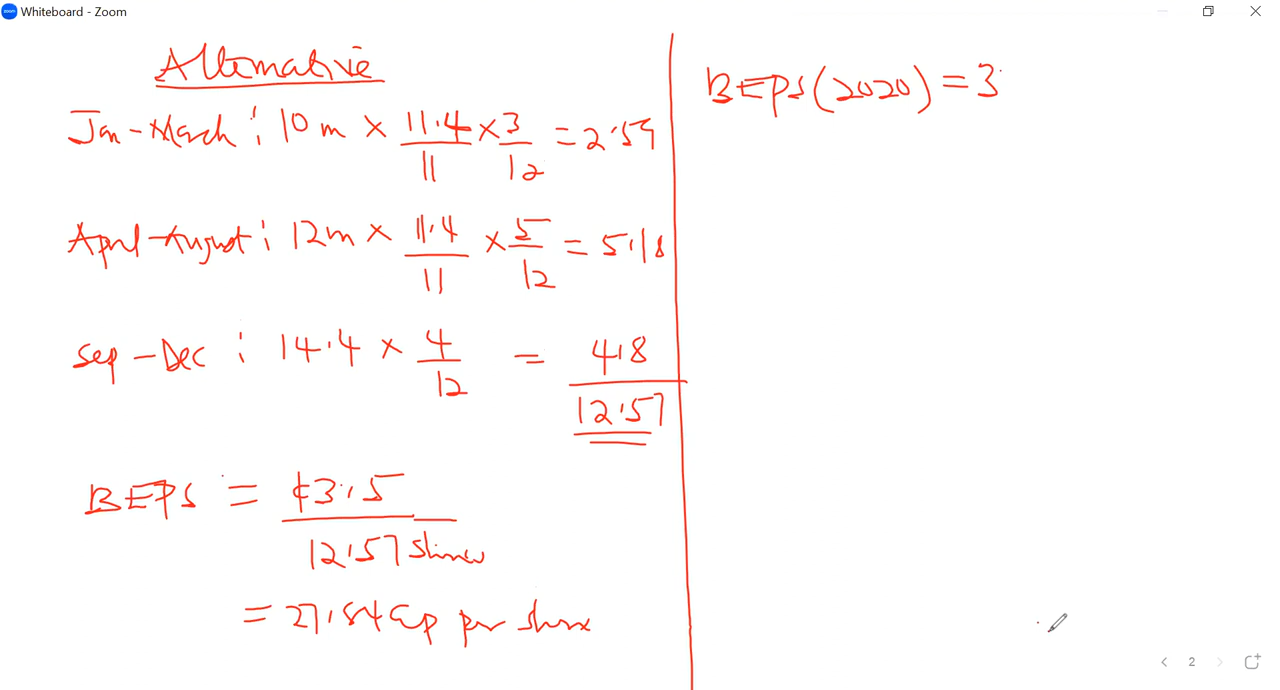 Whiteboard - Zoom
Alternative
Jan-March : 10m × 11.4/11 × 3/12 = 2.59
April-August : 12m × 11.4/11 × 5/12 = 5.18
Sep-Dec : 14.4 × 4/12 = 4.8
12.57
BEPS = ¢3.5 / 12.57 shares
= 27.84 Gp per share
BEPS(2020) = 3
2